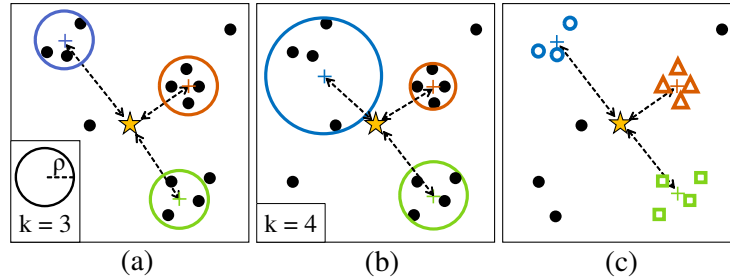 ρ
k = 3
k = 4
(a)
(b)
(c)